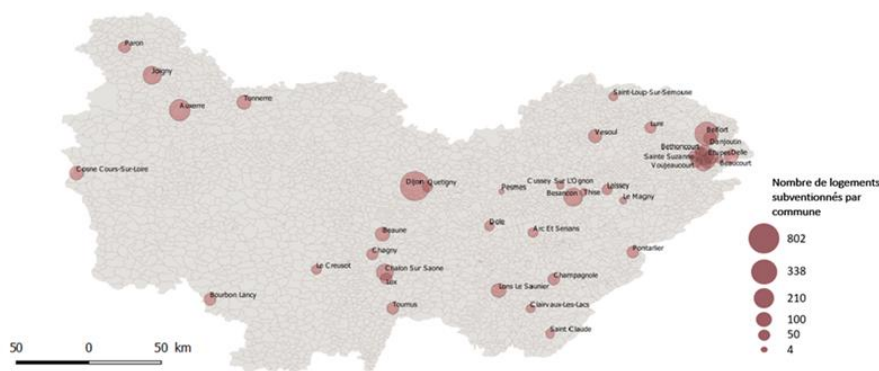 Paron
Joigny
Auxerre
Tonnerre
Cosne Cours-Sur-Loire
Saint-Loup-Sur-Semouse
Lure
Vesoul
Belfort
Danjoutin
Bethoncourt
Etupes
Delle
Sainte Suzanne
Beaucourt
Voujeaucourt
Dijon
Quetigny
Pesmes
Cussey Sur L'Ognon
Besancon
Thise
Laissey
Le Magny
Dole
Arc Et Senans
Beaune
Chagny
Pontarlier
Le Creusot
Chalon Sur Saone
Champagnole
Lons Le Saunier
Bourbon Lancy
Tournus
Clairvaux-Les-Lacs
Saint Claude
Nombre de logements
subventionnés par
commune
802
338
210
100
50
4
50 0 50 km